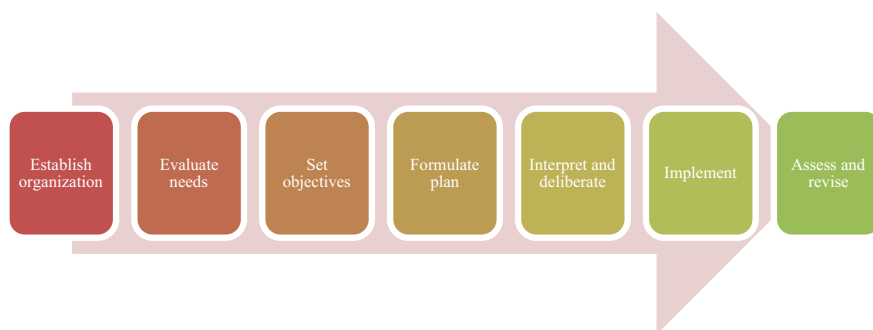 Establish
organization
Evaluate
needs
Set
objectives
Formulate
plan
Interpret and
deliberate
Implement
Assess and
revise